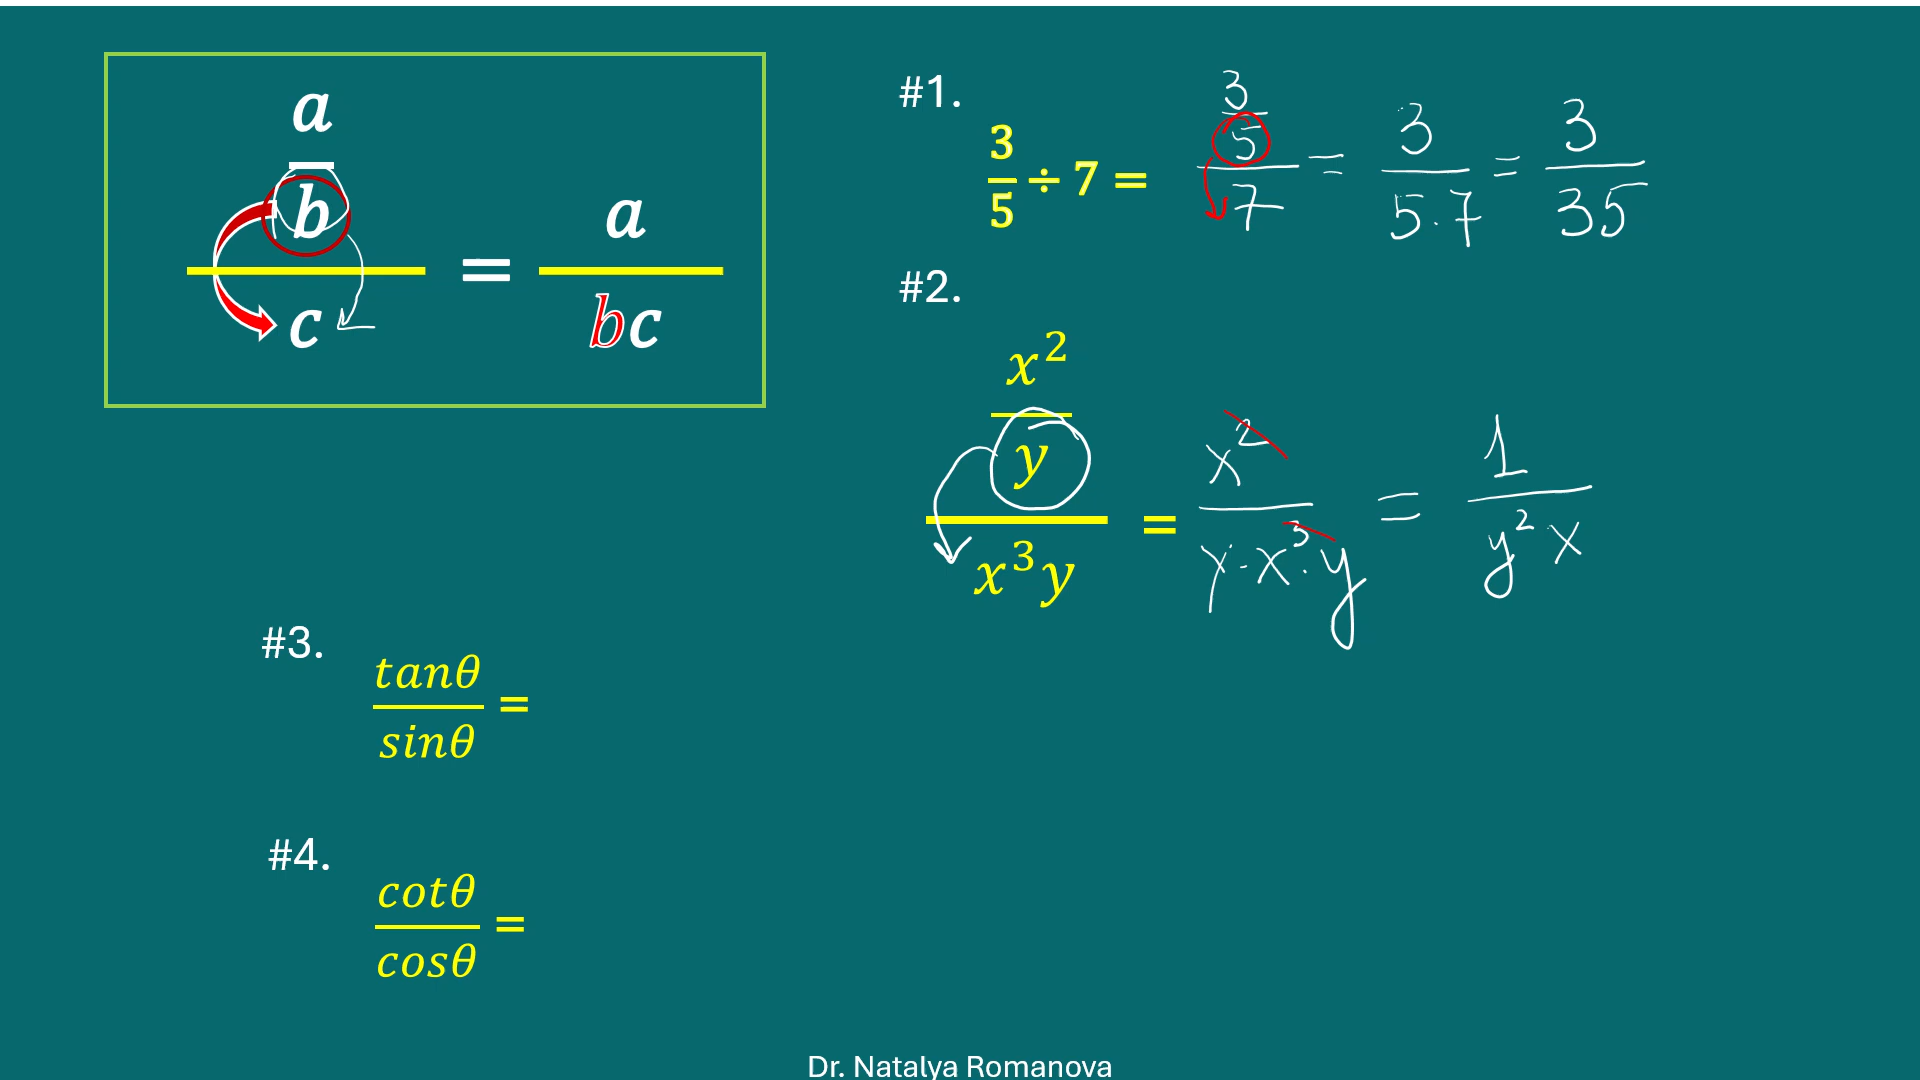 a/b / c = a / bc
#1.
3/5 ÷ 7 = 3/5 / 7 = 3 / 5·7 = 3 / 35
#2.
x²/y / x³y = x² / y·x³·y = 1 / y²x
#3.
tanθ / sinθ =
#4.
cotθ / cosθ =
Dr. Natalya Romanova